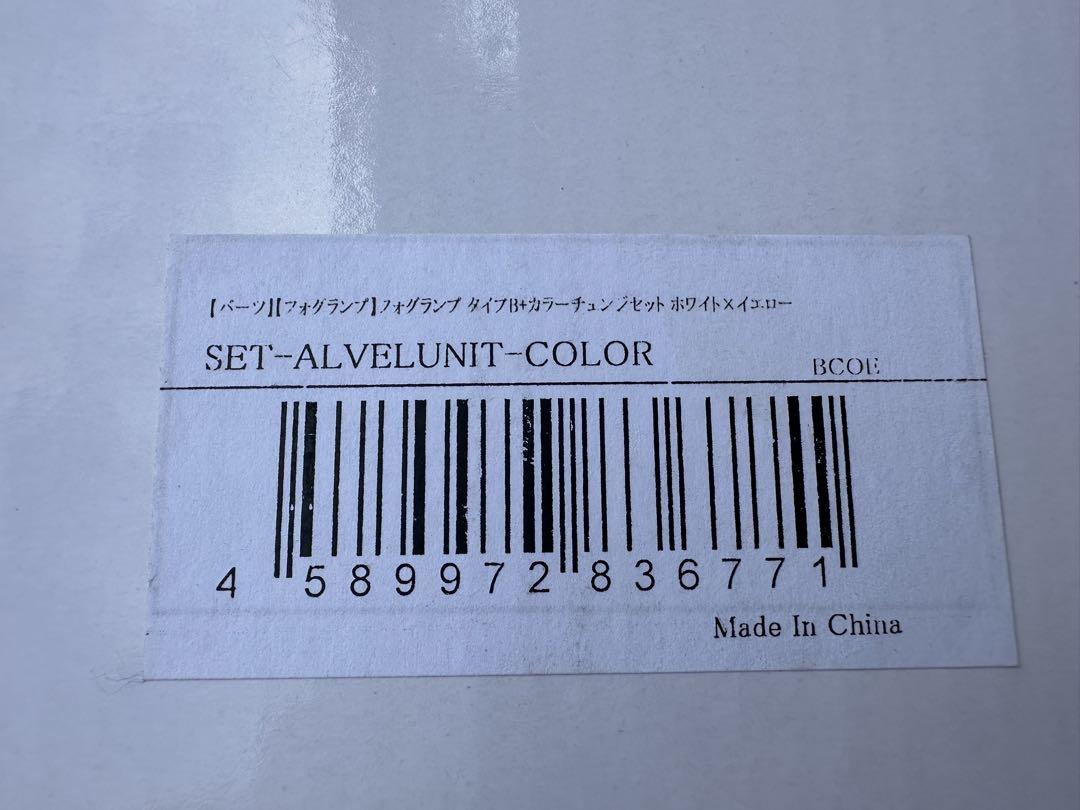 【パーツ】【フォグランプ】フォグランプ タイプB+カラーチェンジセット ホワイト×イエロー
SET-ALVELUNIT-COLOR
BCOE
4 589972 836771
Made In China